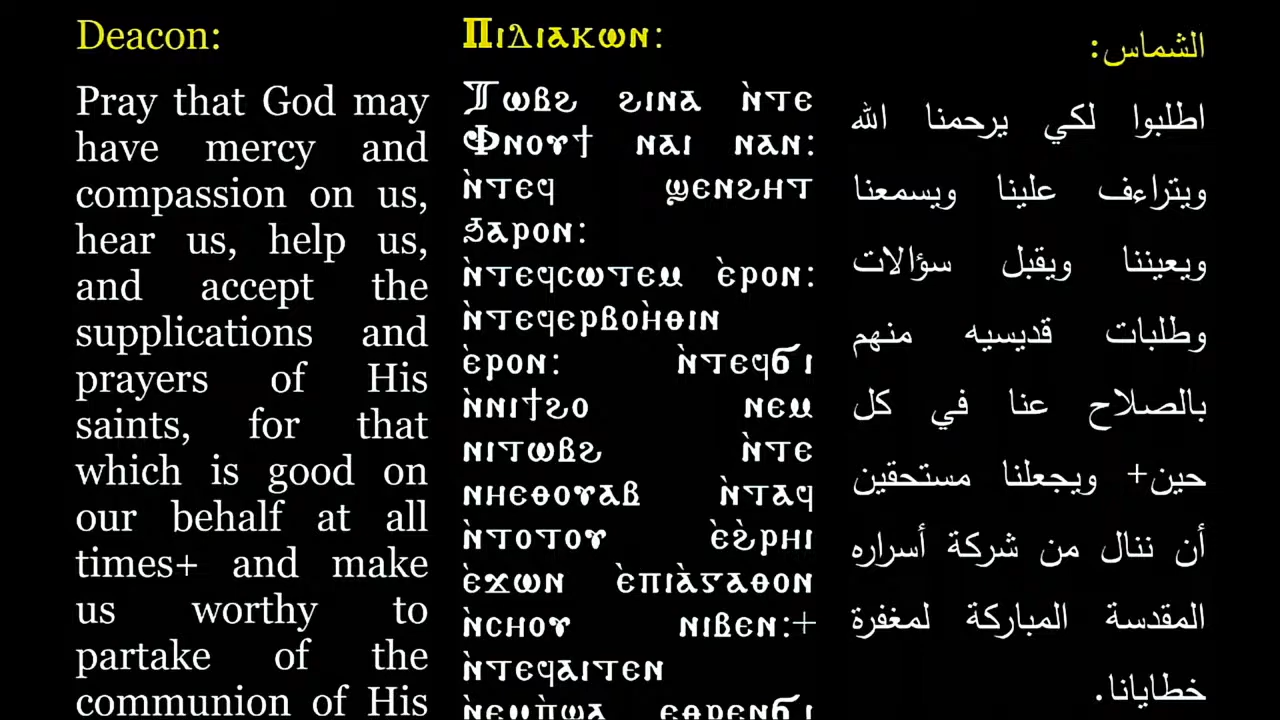 Deacon:
Pray that God may
have mercy and
compassion on us,
hear us, help us,
and accept the
supplications and
prayers of His
saints, for that
which is good on
our behalf at all
times+ and make
us worthy to
partake of the
communion of His
Ⲡⲓⲇⲓⲁⲕⲱⲛ:
Ⲧⲱⲃϩ ϩⲓⲛⲁ ⲛ̀ⲧⲉ
Ⲫⲛⲟⲩϯ ⲛⲁⲓ ⲛⲁⲛ:
ⲛ̀ⲧⲉϥ ϣⲉⲛϩⲏⲧ
ϧⲁⲣⲟⲛ:
ⲛ̀ⲧⲉϥⲥⲱⲧⲉⲙ ⲉ̀ⲣⲟⲛ:
ⲛ̀ⲧⲉϥⲉⲣⲃⲟⲏ̀ⲑⲓⲛ
ⲉ̀ⲣⲟⲛ: ⲛ̀ⲧⲉϥϭⲓ
ⲛ̀ⲛⲓϯϩⲟ ⲛⲉⲙ
ⲛⲓⲧⲱⲃϩ ⲛ̀ⲧⲉ
ⲛⲏⲉⲑⲟⲩⲁⲃ ⲛ̀ⲧⲁϥ
ⲛ̀ⲧⲟⲧⲟⲩ ⲉ̀ϩ̀ⲣⲏⲓ
ⲉ̀ϫⲱⲛ ⲉ̀ⲡⲓⲁ̀ⲅⲁⲑⲟⲛ
ⲛ̀ⲥⲏⲟⲩ ⲛⲓⲃⲉⲛ:+
ⲛ̀ⲧⲉϥⲁⲓⲧⲉⲛ
ⲛ̀ⲉⲙⲡ̀ϣⲁ ⲉⲑⲣⲉⲛϭⲓ
الشماس:
اطلبوا لكي يرحمنا الله
ويتراءف علينا ويسمعنا
ويعيننا ويقبل سؤالات
وطلبات قديسيه منهم
بالصلاح عنا في كل
حين+ ويجعلنا مستحقين
أن ننال من شركة أسراره
المقدسة المباركة لمغفرة
خطايانا.